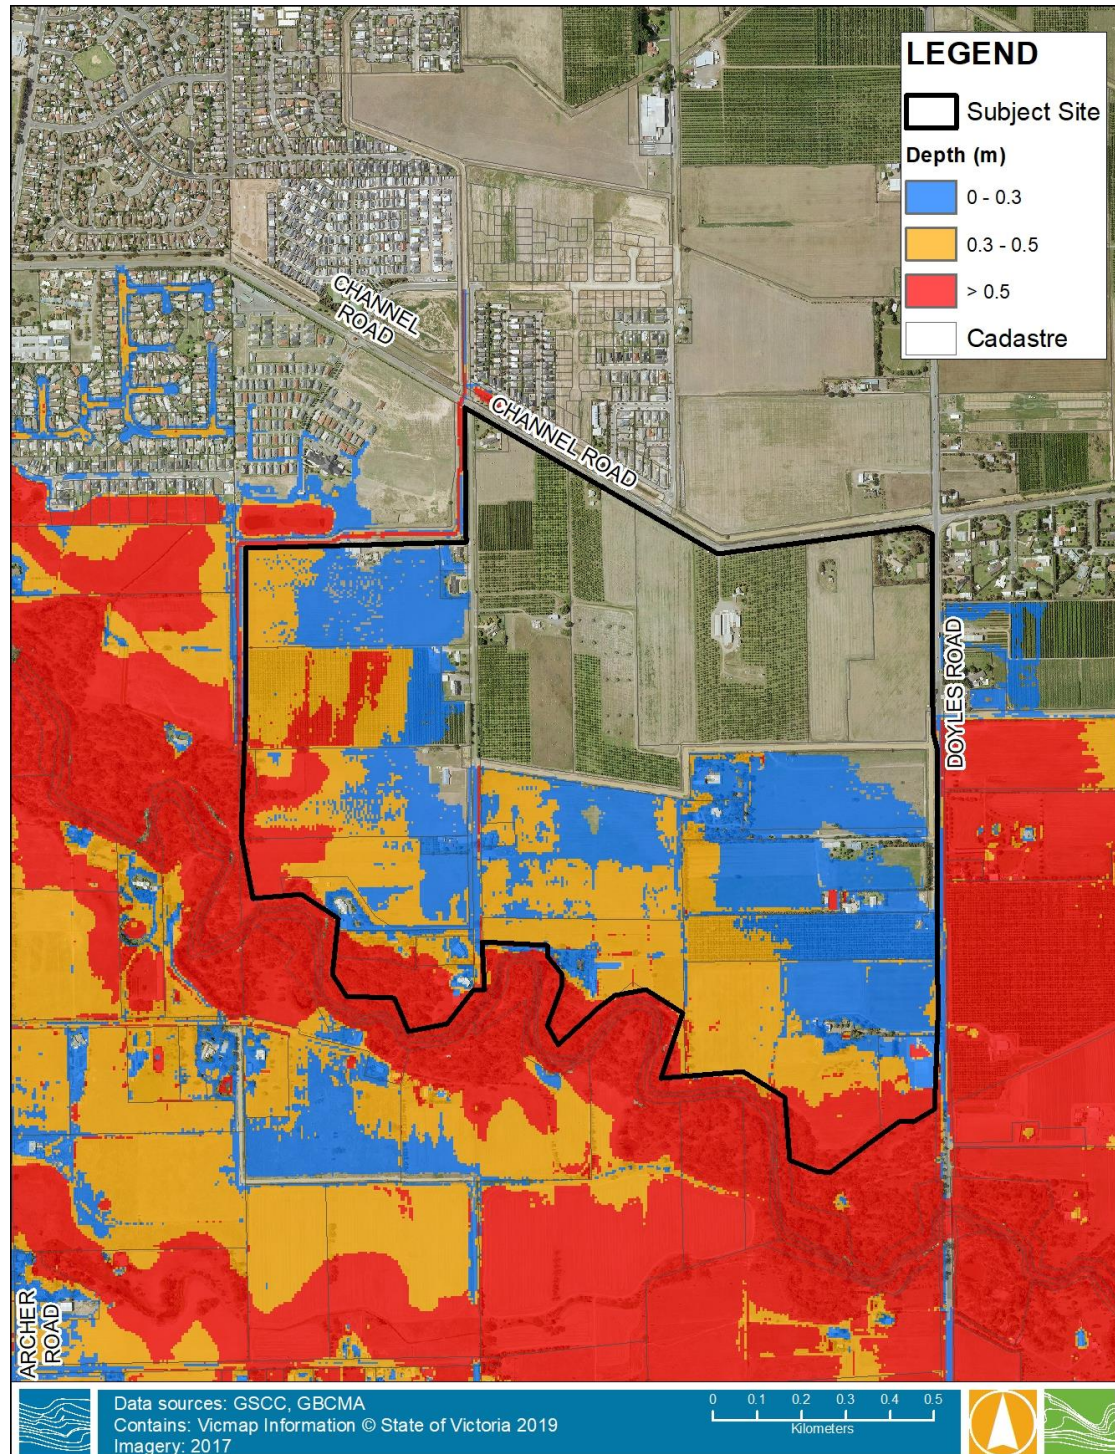 LEGEND
Subject Site
Depth (m)
0 - 0.3
0.3 - 0.5
> 0.5
Cadastre
CHANNEL
ROAD
CHANNEL ROAD
DOYLES ROAD
ARCHER
ROAD
Data sources: GSCC, GBCMA
Contains: Vicmap Information © State of Victoria 2019
Imagery: 2017
0 0.1 0.2 0.3 0.4 0.5
Kilometers